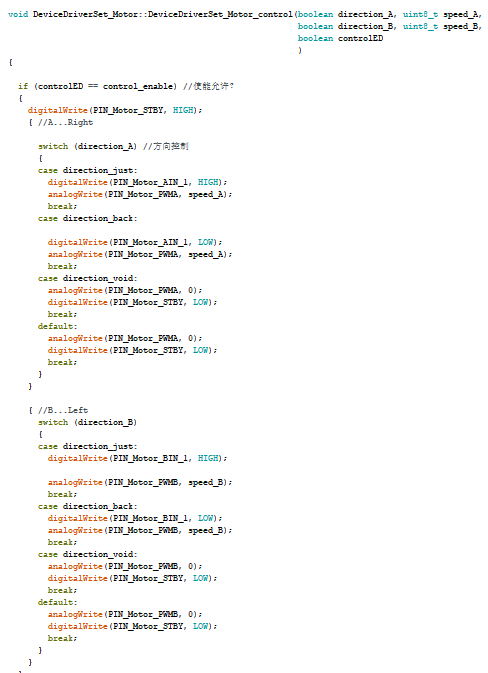 void DeviceDriverSet_Motor::DeviceDriverSet_Motor_control(boolean direction_A, uint8_t speed_A,
boolean direction_B, uint8_t speed_B,
boolean controlED
)
{
if (controlED == control_enable) //使能允许?
{
digitalWrite(PIN_Motor_STBY, HIGH);
{ //A...Right
switch (direction_A) //方向控制
{
case direction_just:
digitalWrite(PIN_Motor_AIN_1, HIGH);
analogWrite(PIN_Motor_PWMA, speed_A);
break;
case direction_back:
digitalWrite(PIN_Motor_AIN_1, LOW);
analogWrite(PIN_Motor_PWMA, speed_A);
break;
case direction_void:
analogWrite(PIN_Motor_PWMA, 0);
digitalWrite(PIN_Motor_STBY, LOW);
break;
default:
analogWrite(PIN_Motor_PWMA, 0);
digitalWrite(PIN_Motor_STBY, LOW);
break;
}
}
{ //B...Left
switch (direction_B)
{
case direction_just:
digitalWrite(PIN_Motor_BIN_1, HIGH);
analogWrite(PIN_Motor_PWMB, speed_B);
break;
case direction_back:
digitalWrite(PIN_Motor_BIN_1, LOW);
analogWrite(PIN_Motor_PWMB, speed_B);
break;
case direction_void:
analogWrite(PIN_Motor_PWMB, 0);
digitalWrite(PIN_Motor_STBY, LOW);
break;
default:
analogWrite(PIN_Motor_PWMB, 0);
digitalWrite(PIN_Motor_STBY, LOW);
break;
}
}